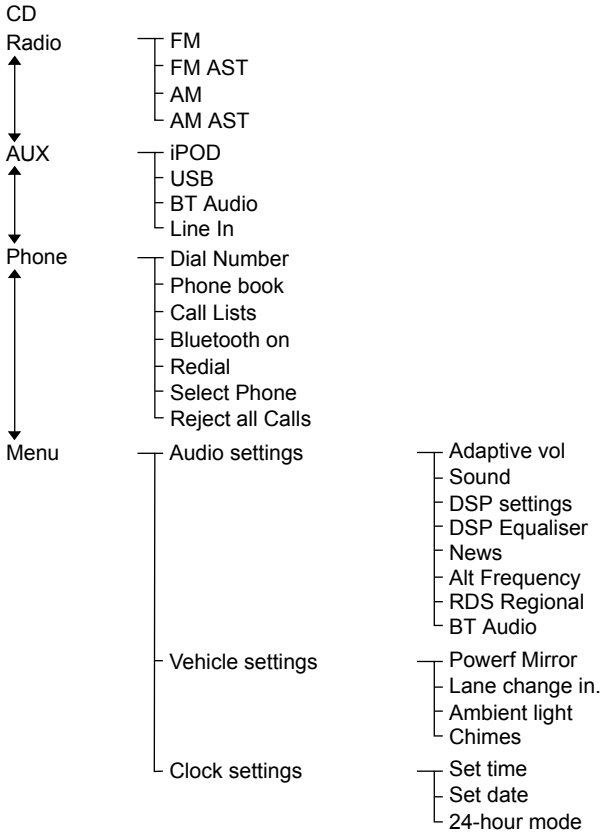 CD
Radio
FM
FM AST
AM
AM AST
AUX
iPOD
USB
BT Audio
Line In
Phone
Dial Number
Phone book
Call Lists
Bluetooth on
Redial
Select Phone
Reject all Calls
Menu
Audio settings
Adaptive vol
Sound
DSP settings
DSP Equaliser
News
Alt Frequency
RDS Regional
BT Audio
Vehicle settings
Powerf Mirror
Lane change in.
Ambient light
Chimes
Clock settings
Set time
Set date
24-hour mode